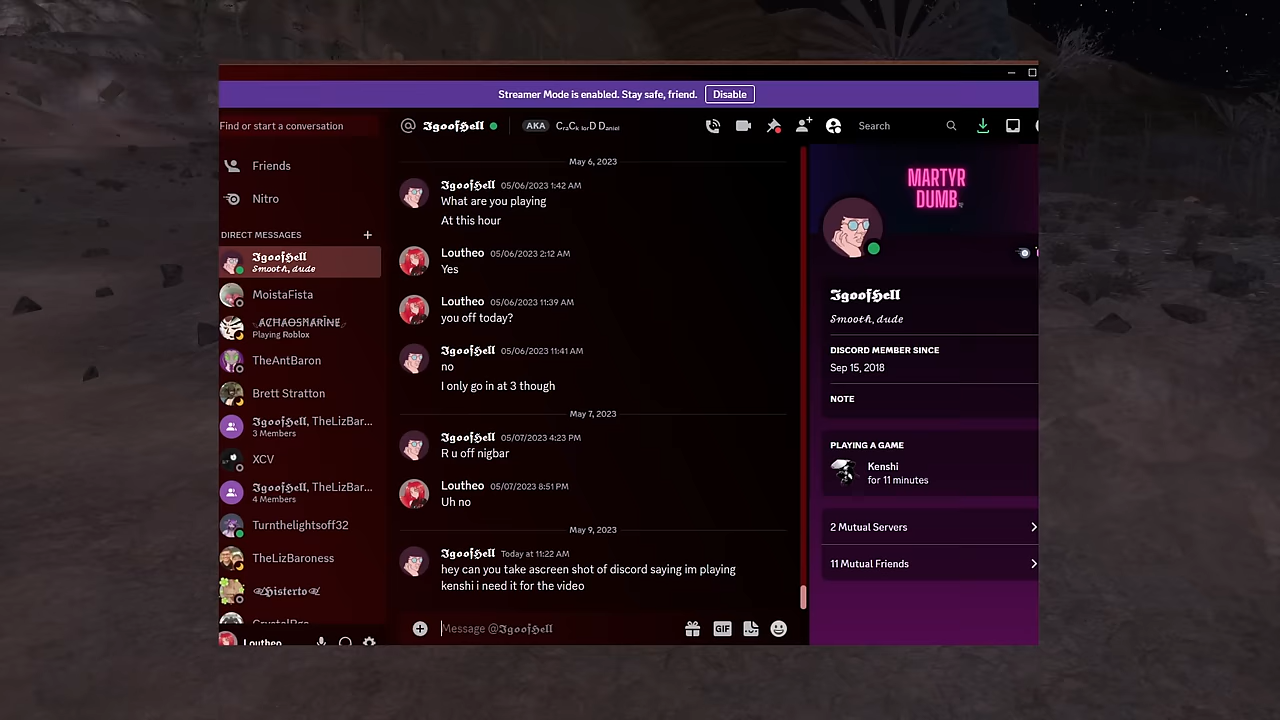 Streamer Mode is enabled. Stay safe, friend.
Disable
Find or start a conversation
@ IgoofHell
AKA CraCk lorD Daniel
Search
Friends
Nitro
DIRECT MESSAGES
IgoofHell
Smooth, dude
MoistaFista
ACHAOSMARINE
Playing Roblox
TheAntBaron
Brett Stratton
IgoofHell, TheLizBar...
3 Members
XCV
IgoofHell, TheLizBar...
4 Members
Turnthelightsoff32
TheLizBaroness
Histerto
Loutheo
May 6, 2023
IgoofHell 05/06/2023 1:42 AM
What are you playing
At this hour
Loutheo 05/06/2023 2:12 AM
Yes
Loutheo 05/06/2023 11:39 AM
you off today?
IgoofHell 05/06/2023 11:41 AM
no
I only go in at 3 though
May 7, 2023
IgoofHell 05/07/2023 4:23 PM
R u off nigbar
Loutheo 05/07/2023 8:51 PM
Uh no
May 9, 2023
IgoofHell Today at 11:22 AM
hey can you take ascreen shot of discord saying im playing
kenshi i need it for the video
Message @IgoofHell
GIF
MARTYR
DUMB
IgoofHell
Smooth, dude
DISCORD MEMBER SINCE
Sep 15, 2018
NOTE
PLAYING A GAME
Kenshi
for 11 minutes
2 Mutual Servers
11 Mutual Friends